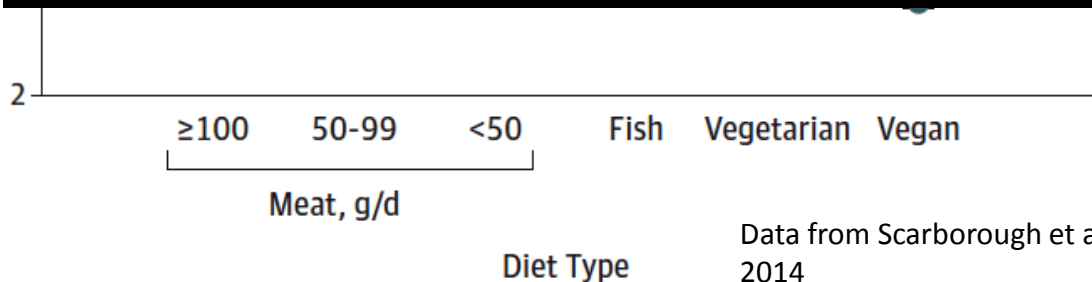 2
≥100 50-99 <50 Fish Vegetarian Vegan
Meat, g/d
Data from Scarborough et a
Diet Type 2014